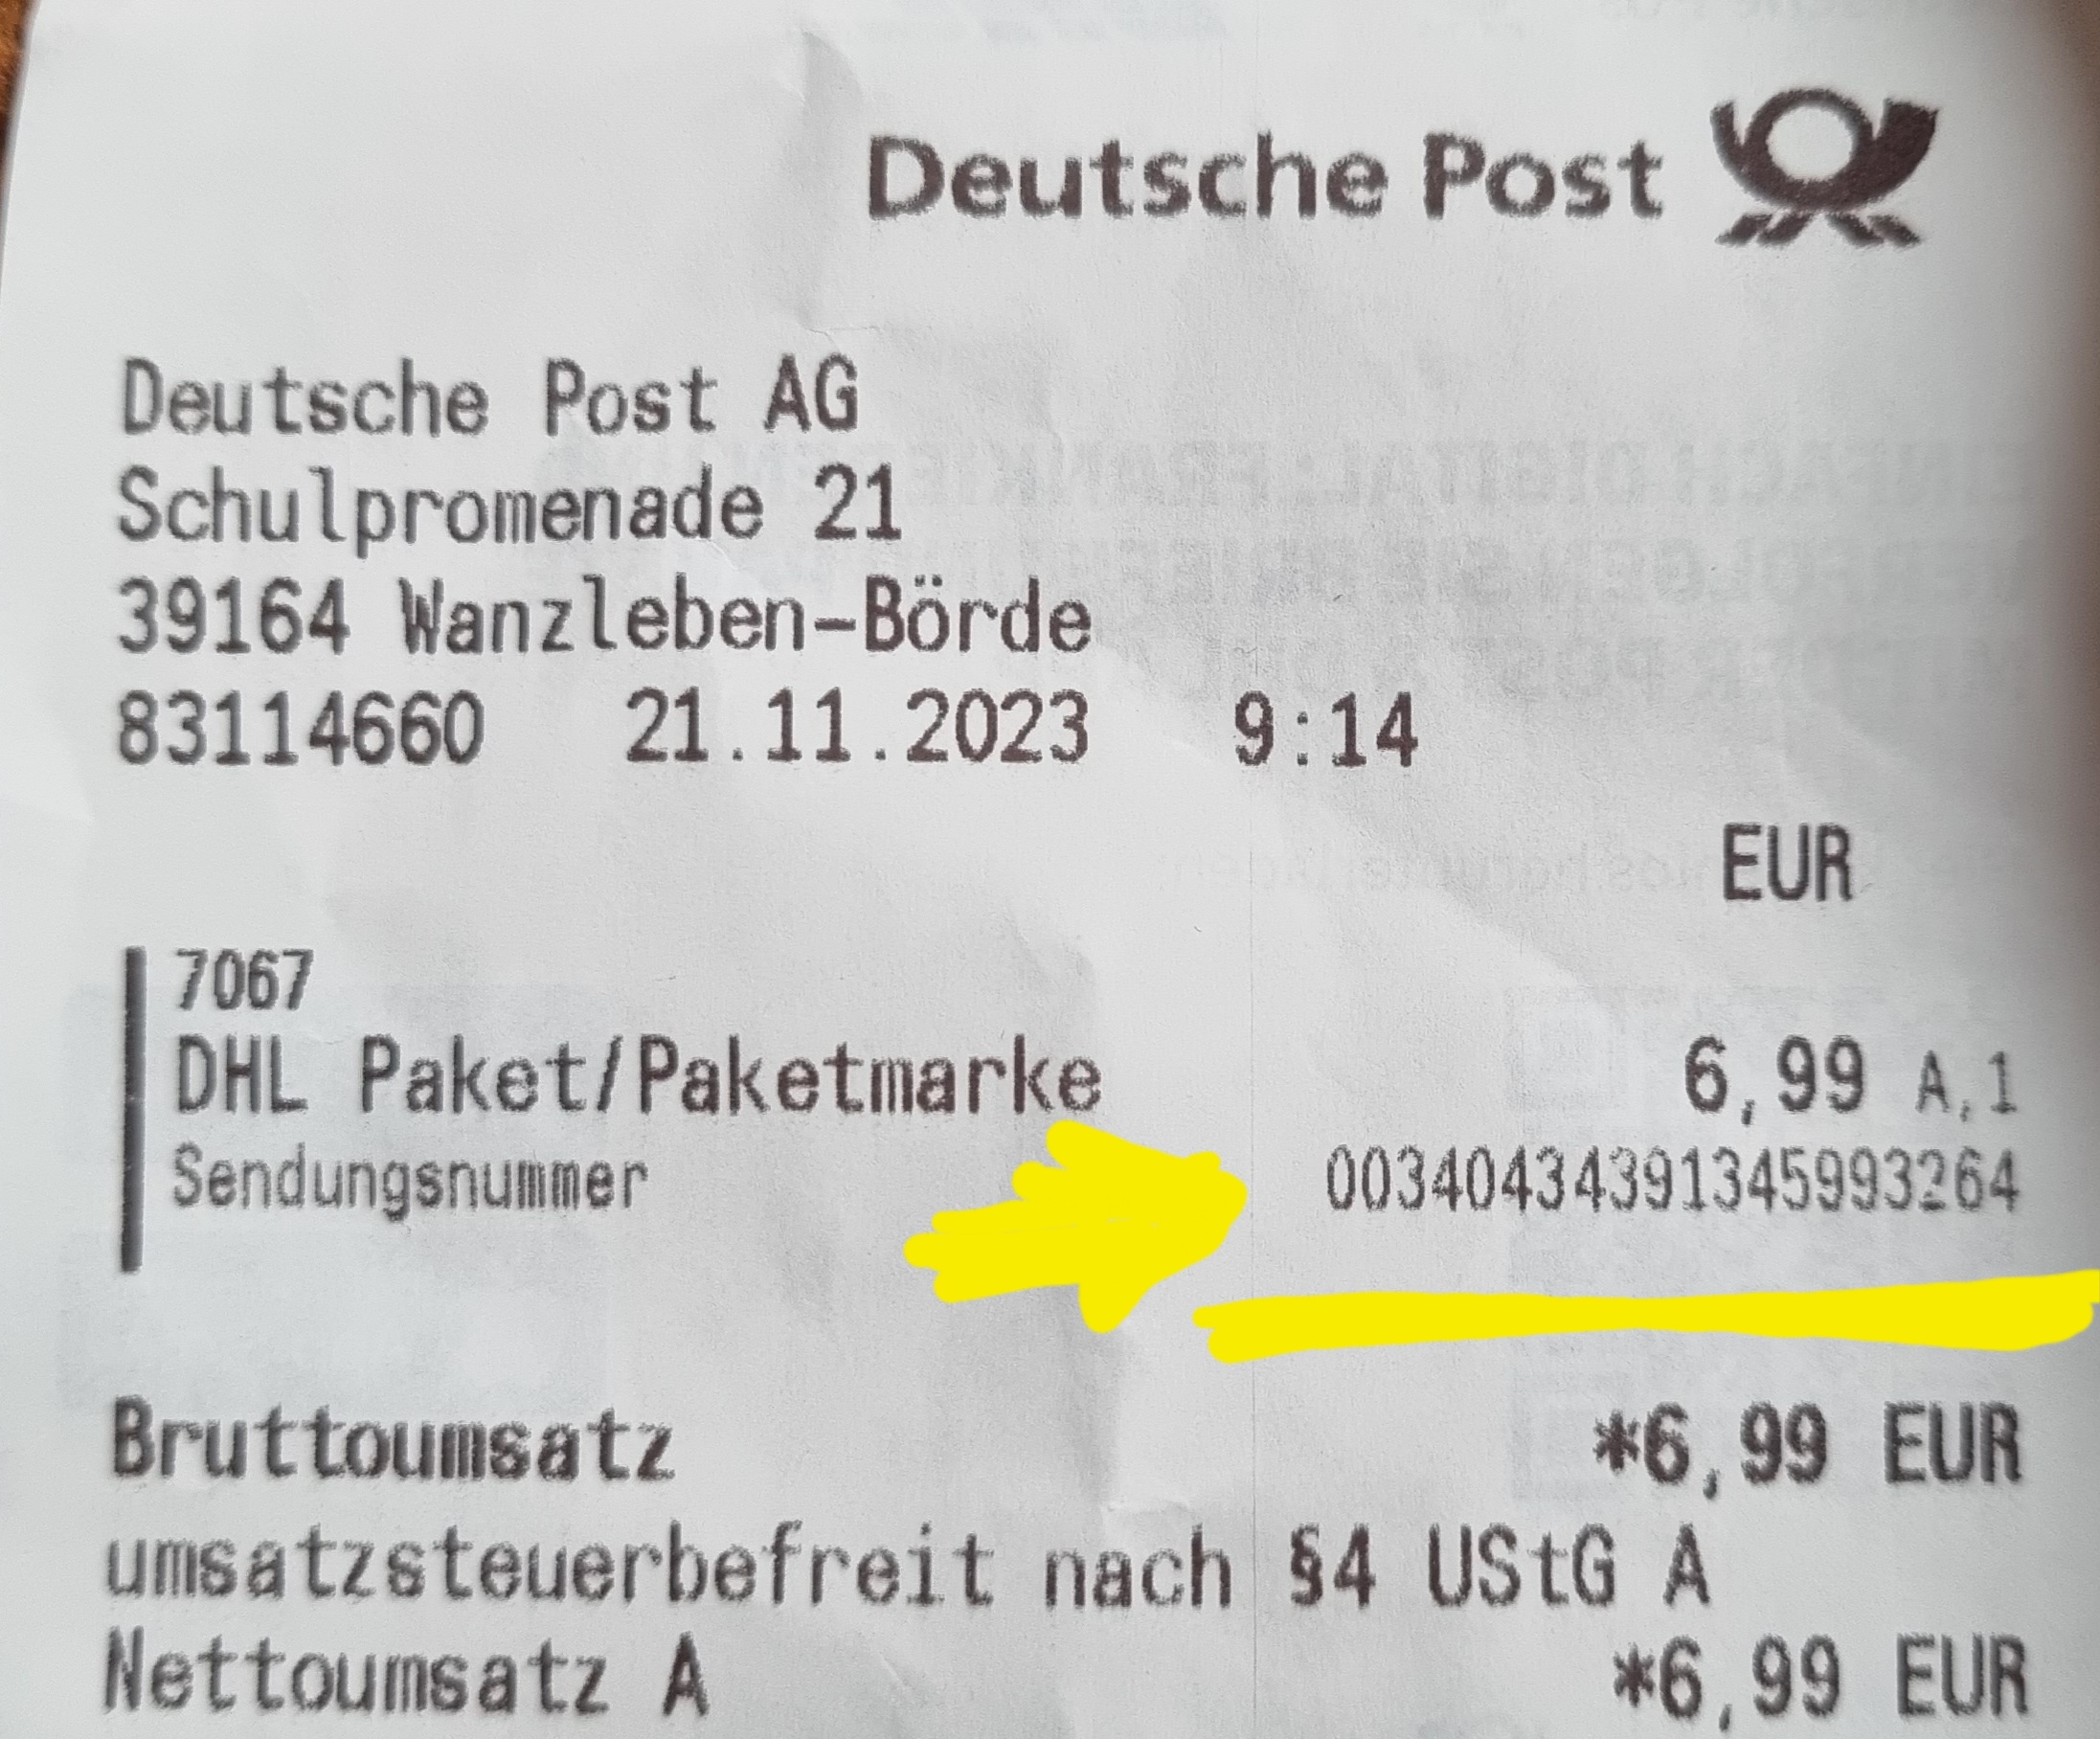 Deutsche Post
Deutsche Post AG
Schulpromenade 21
39164 Wanzleben-Börde
83114660 21.11.2023 9:14
EUR
7067
DHL Paket/Paketmarke 6,99 A,1
Sendungsnummer 00340434391345993264
Bruttoumsatz *6,99 EUR
umsatzsteuerbefreit nach §4 UStG A
Nettoumsatz A *6,99 EUR